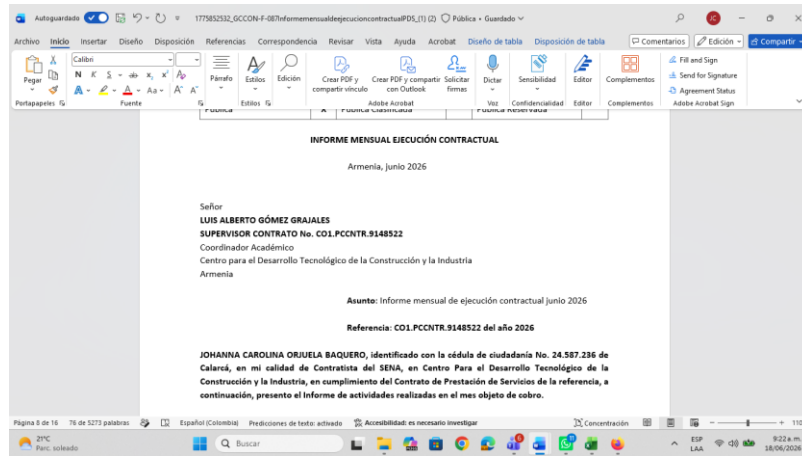 Autoguardado
1775852532_GCCON-F-087InformemensualdeejecucioncontractualPDS_(1) (2)
Pública • Guardado
JC
Archivo Inicio Insertar Diseño Disposición Referencias Correspondencia Revisar Vista Ayuda Acrobat Diseño de tabla Disposición de tabla
Comentarios Edición Compartir
Pegar
Calibri
N K S ab x₂ x²
A Aa A A
Párrafo
Estilos
Edición
Crear PDF y compartir vínculo
Crear PDF y compartir con Outlook
Solicitar firmas
Dictar
Sensibilidad
Editor
Complementos
Fill and Sign
Send for Signature
Agreement Status
Portapapeles Fuente Estilos Adobe Acrobat Voz Confidencialidad Editor Complementos Adobe Acrobat Sign
Pública X Pública Clasificada Pública Reservada
INFORME MENSUAL EJECUCIÓN CONTRACTUAL
Armenia, junio 2026
Señor
LUIS ALBERTO GÓMEZ GRAJALES
SUPERVISOR CONTRATO No. CO1.PCCNTR.9148522
Coordinador Académico
Centro para el Desarrollo Tecnológico de la Construcción y la Industria
Armenia
Asunto: Informe mensual de ejecución contractual junio 2026
Referencia: CO1.PCCNTR.9148522 del año 2026
JOHANNA CAROLINA ORJUELA BAQUERO, identificado con la cédula de ciudadanía No. 24.587.236 de
Calarcá, en mi calidad de Contratista del SENA, en Centro Para el Desarrollo Tecnológico de la
Construcción y la Industria, en cumplimiento del Contrato de Prestación de Servicios de la referencia, a
continuación, presento el Informe de actividades realizadas en el mes objeto de cobro.
Página 8 de 16 76 de 5273 palabras Español (Colombia) Predicciones de texto: activado Accesibilidad: es necesario investigar Concentración 110
21°C
Parc. soleado
Buscar
ESP
LAA
9:22 a. m.
18/06/2026